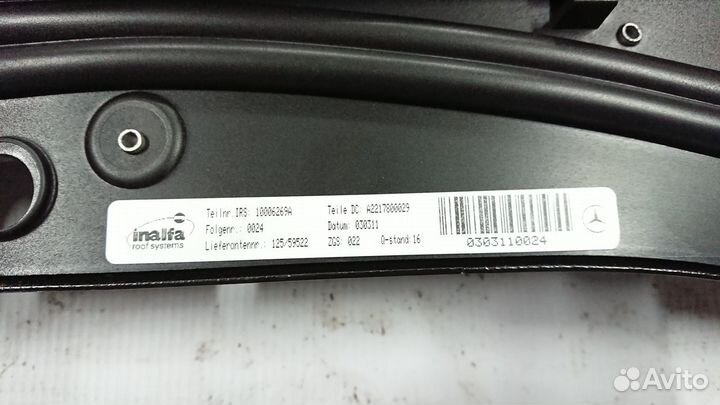 inalfa
roof systems
Teilnr.IRS: 10006269A
Folgenr.: 0024
Lieferantennr.: 125/59522
Teile DC: A2217800029
Datum: 030311
ZGS: 022 Q-stand:16
0303110024
Avito